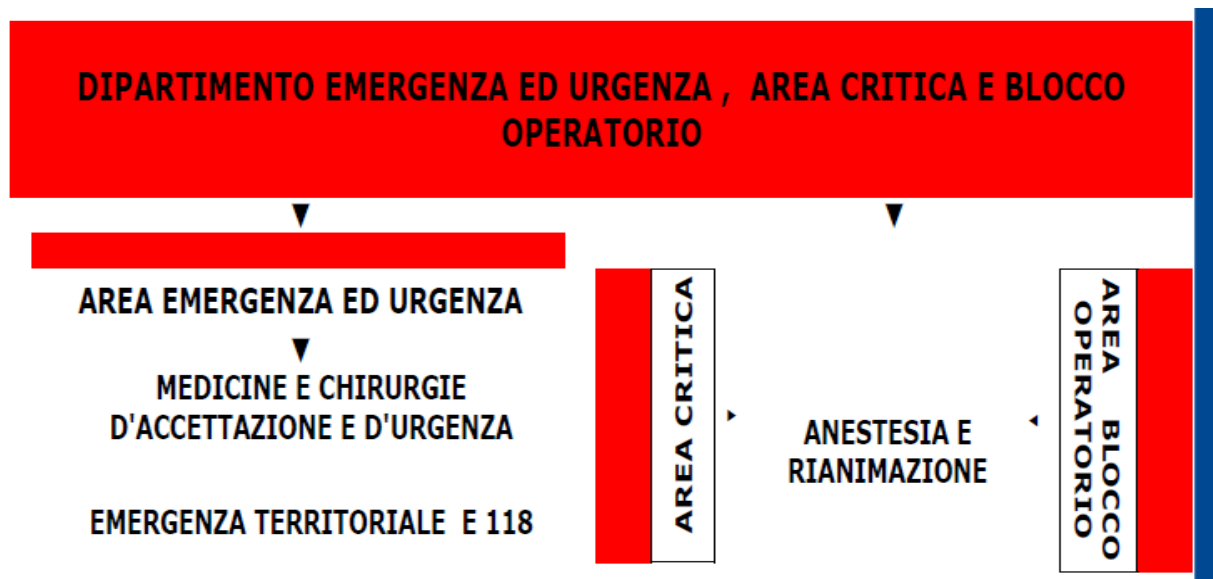 DIPARTIMENTO EMERGENZA ED URGENZA , AREA CRITICA E BLOCCO
OPERATORIO
AREA EMERGENZA ED URGENZA
MEDICINE E CHIRURGIE
D'ACCETTAZIONE E D'URGENZA
EMERGENZA TERRITORIALE E 118
AREA CRITICA
ANESTESIA E
RIANIMAZIONE
AREA BLOCCO
OPERATORIO